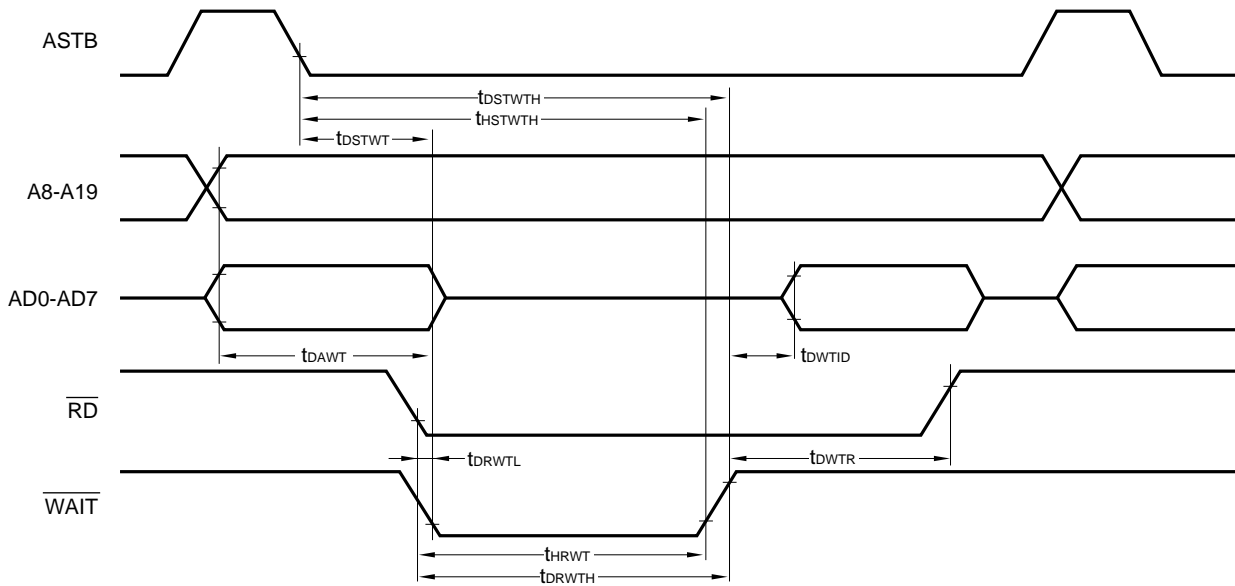 ASTB
tDSTWTH
tHSTWTH
tDSTWT
A8-A19
AD0-AD7
tDAWT
tDWTID
RD
tDRWTL
tDWTR
WAIT
tHRWT
tDRWTH